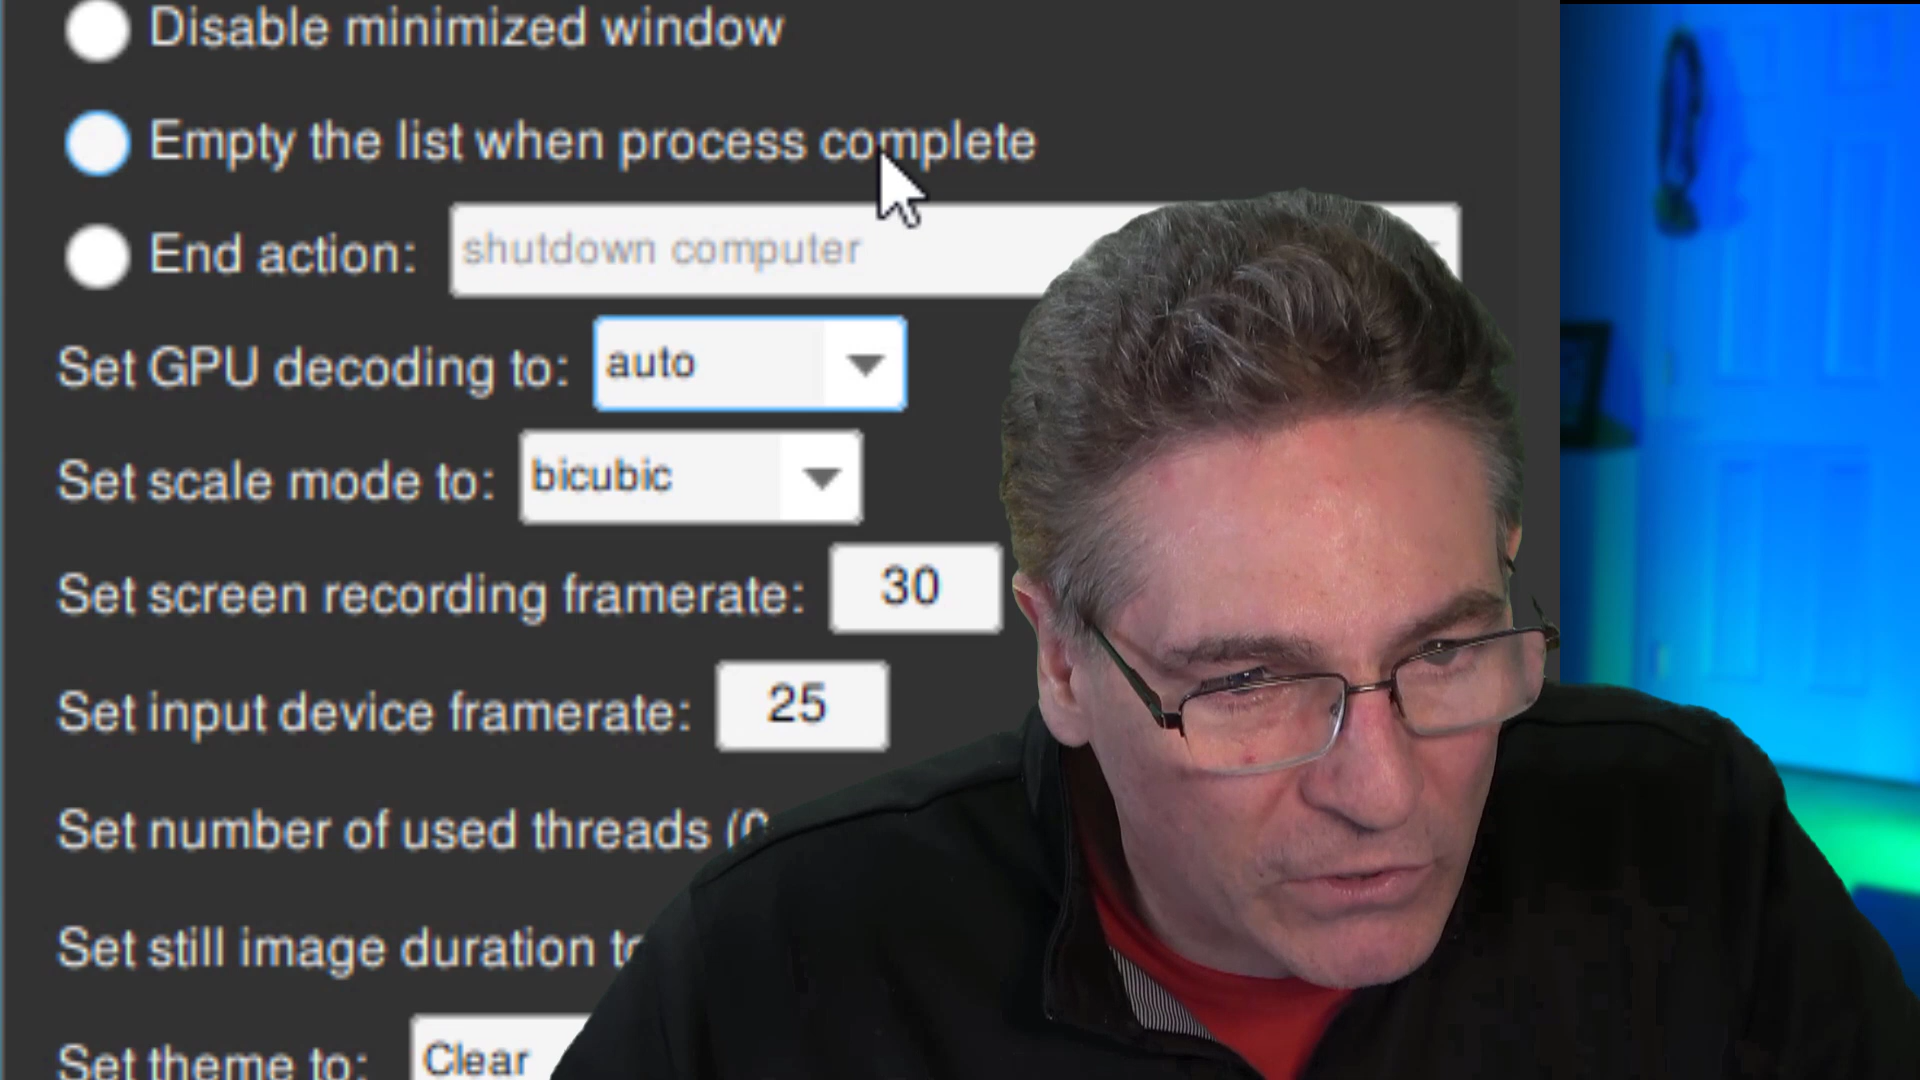 Disable minimized window
Empty the list when process complete
End action: shutdown computer
Set GPU decoding to: auto
Set scale mode to: bicubic
Set screen recording framerate: 30
Set input device framerate: 25
Set number of used threads (0
Set still image duration to
Set theme to: Clear